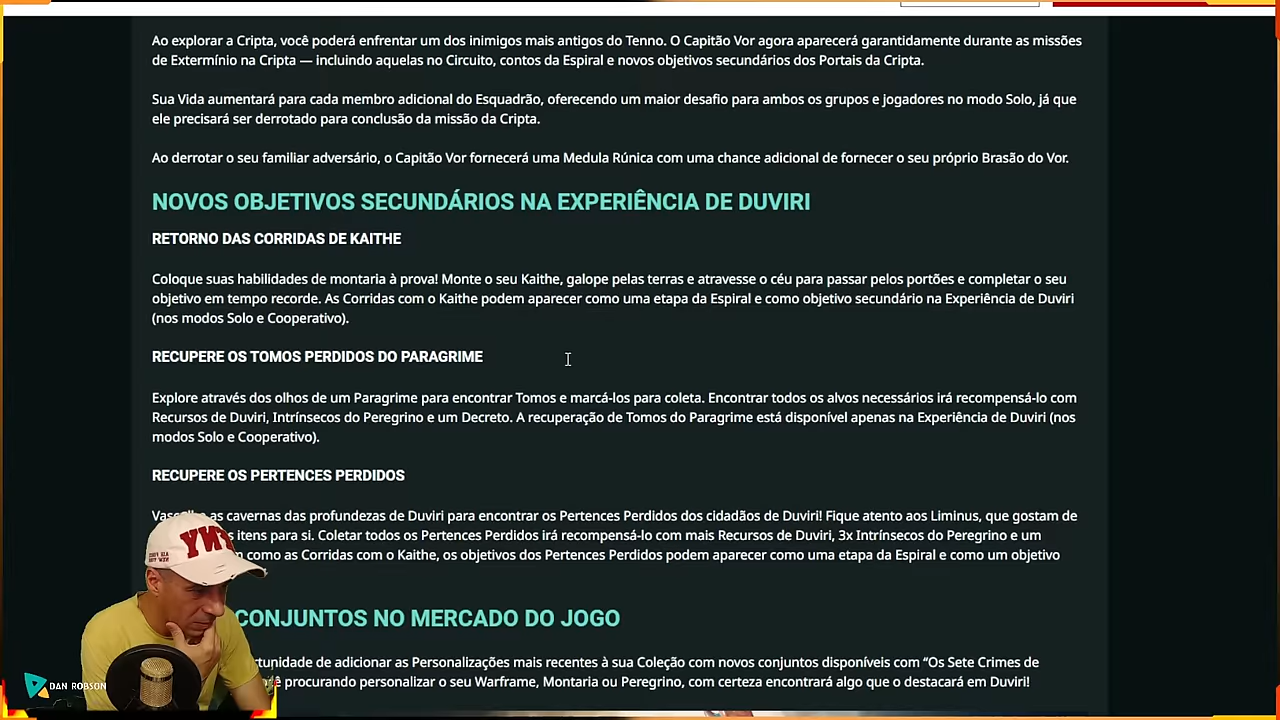 Ao explorar a Cripta, você poderá enfrentar um dos inimigos mais antigos do Tenno. O Capitão Vor agora aparecerá garantidamente durante as missões
de Extermínio na Cripta — incluindo aquelas no Circuito, contos da Espiral e novos objetivos secundários dos Portais da Cripta.
Sua Vida aumentará para cada membro adicional do Esquadrão, oferecendo um maior desafio para ambos os grupos e jogadores no modo Solo, já que
ele precisará ser derrotado para conclusão da missão da Cripta.
Ao derrotar o seu familiar adversário, o Capitão Vor fornecerá uma Medula Rúnica com uma chance adicional de fornecer o seu próprio Brasão do Vor.
NOVOS OBJETIVOS SECUNDÁRIOS NA EXPERIÊNCIA DE DUVIRI
RETORNO DAS CORRIDAS DE KAITHE
Coloque suas habilidades de montaria à prova! Monte o seu Kaithe, galope pelas terras e atravesse o céu para passar pelos portões e completar o seu
objetivo em tempo recorde. As Corridas com o Kaithe podem aparecer como uma etapa da Espiral e como objetivo secundário na Experiência de Duviri
(nos modos Solo e Cooperativo).
RECUPERE OS TOMOS PERDIDOS DO PARAGRIME
Explore através dos olhos de um Paragrime para encontrar Tomos e marcá-los para coleta. Encontrar todos os alvos necessários irá recompensá-lo com
Recursos de Duviri, Intrínsecos do Peregrino e um Decreto. A recuperação de Tomos do Paragrime está disponível apenas na Experiência de Duviri (nos
modos Solo e Cooperativo).
RECUPERE OS PERTENCES PERDIDOS
as cavernas das profundezas de Duviri para encontrar os Pertences Perdidos dos cidadãos de Duviri! Fique atento aos Liminus, que gostam de
itens para si. Coletar todos os Pertences Perdidos irá recompensá-lo com mais Recursos de Duviri, 3x Intrínsecos do Peregrino e um
como as Corridas com o Kaithe, os objetivos dos Pertences Perdidos podem aparecer como uma etapa da Espiral e como um objetivo
CONJUNTOS NO MERCADO DO JOGO
de adicionar as Personalizações mais recentes à sua Coleção com novos conjuntos disponíveis com “Os Sete Crimes de
procurando personalizar o seu Warframe, Montaria ou Peregrino, com certeza encontrará algo que o destacará em Duviri!
DAN ROBSON